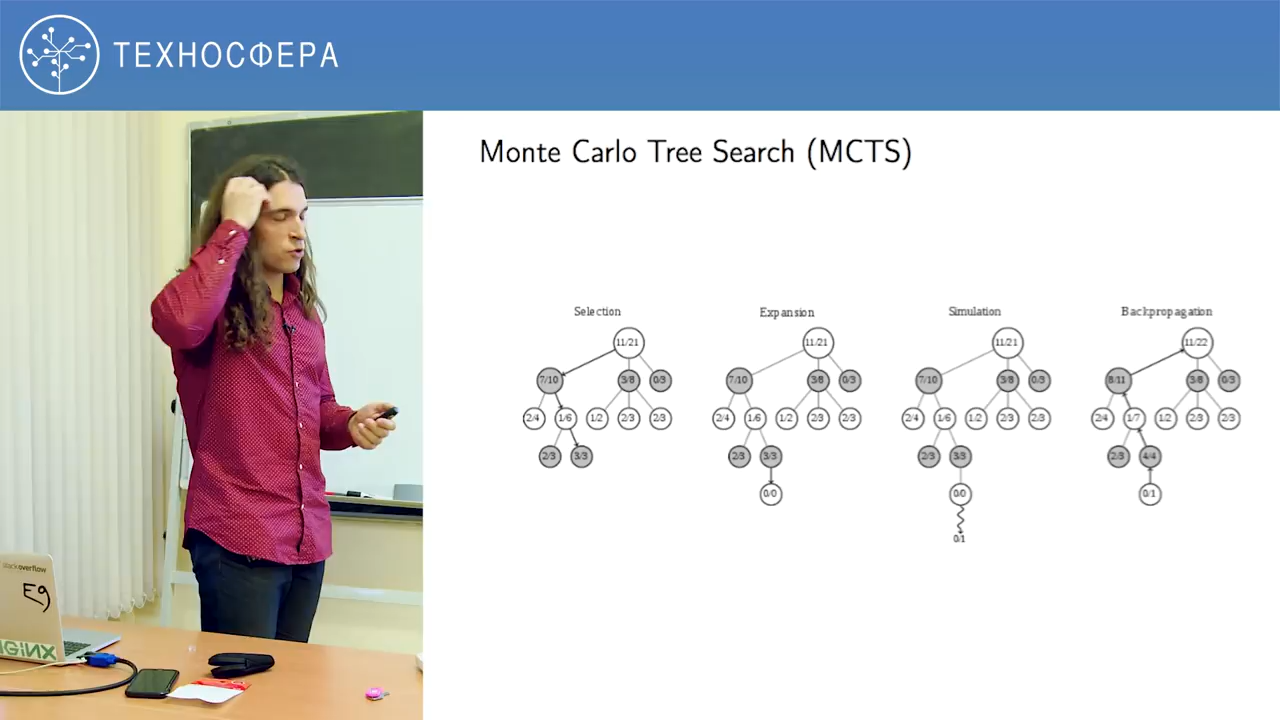 ТЕХНОСФЕРА
Monte Carlo Tree Search (MCTS)
Selection
Expansion
Simulation
Backpropagation
11/21
11/21
11/21
11/22
7/10 3/8 0/3
7/10 3/8 0/3
7/10 3/8 0/3
8/11 3/8 0/3
2/4 1/6 1/2 2/3 2/3
2/4 1/6 1/2 2/3 2/3
2/4 1/6 1/2 2/3 2/3
2/4 1/7 1/2 2/3 2/3
2/3 3/3
2/3 3/3
2/3 3/3
2/3 4/4
0/0
0/0
0/1
0/1
stackoverflow
NGINX